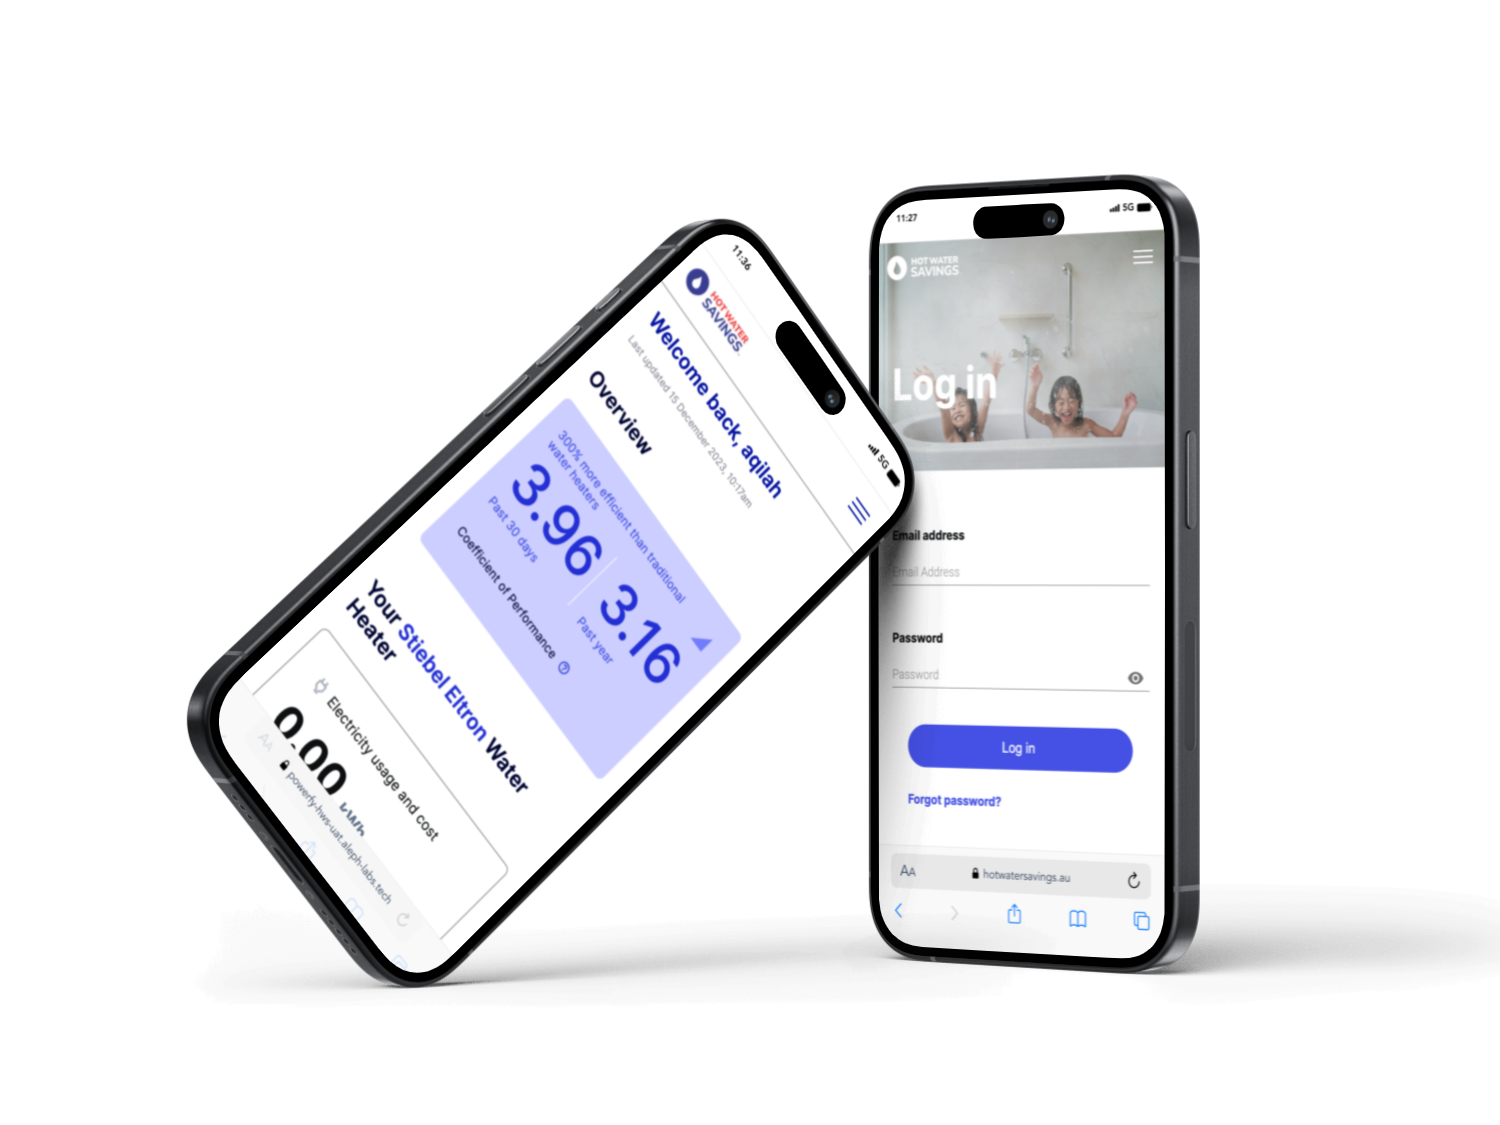 11:36
5G
HOT WATER
SAVINGS
Welcome back, aqilah
Last updated 15 December 2023, 10:17am
Overview
300% more efficient than traditional
water heaters
3.96
3.16
Past 30 days
Past year
Coefficient of Performance
Your Stiebel Eltron Water
Heater
Electricity usage and cost
0.00 kWh
AA
powerfy-hws-uat.aleph-labs.tech
11:27
5G
HOT WATER
SAVINGS
Log in
Email address
Email Address
Password
Password
Log in
Forgot password?
AA
hotwatersavings.au